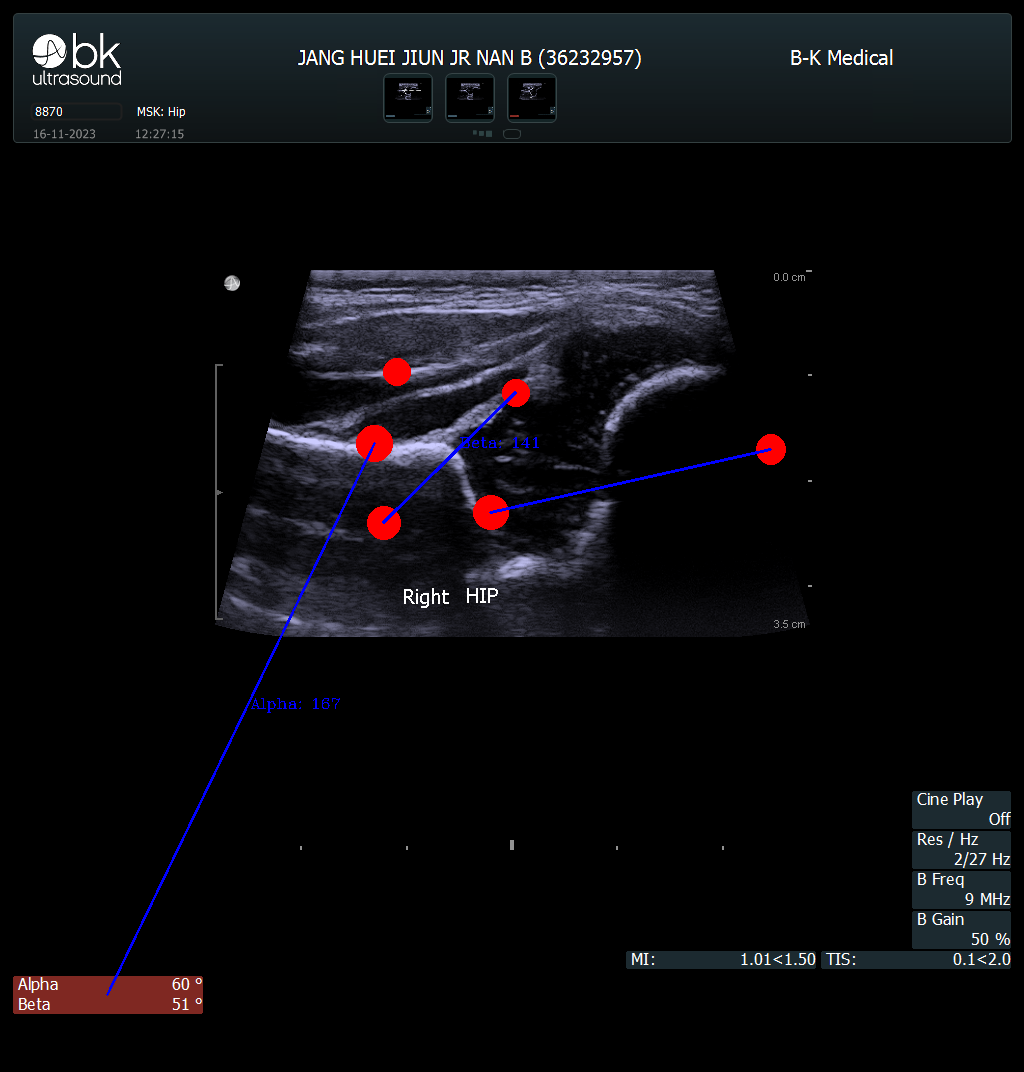 bk
ultrasound
JANG HUEI JIUN JR NAN B (36232957)
B-K Medical
8870
MSK: Hip
16-11-2023
12:27:15
0.0 cm
Beta: 141
Right HIP
3.5 cm
Alpha: 167
Cine Play
Off
Res / Hz
2/27 Hz
B Freq
9 MHz
B Gain
50 %
MI: 1.01<1.50
TIS: 0.1<2.0
Alpha 60 º
Beta 51 º